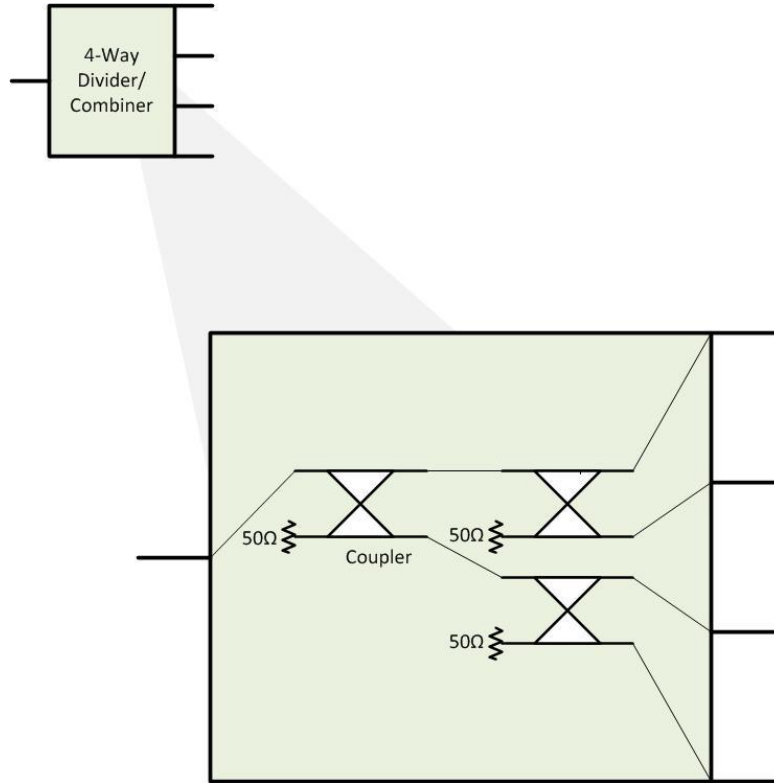 4-Way
Divider/
Combiner
50Ω
50Ω
Coupler
50Ω